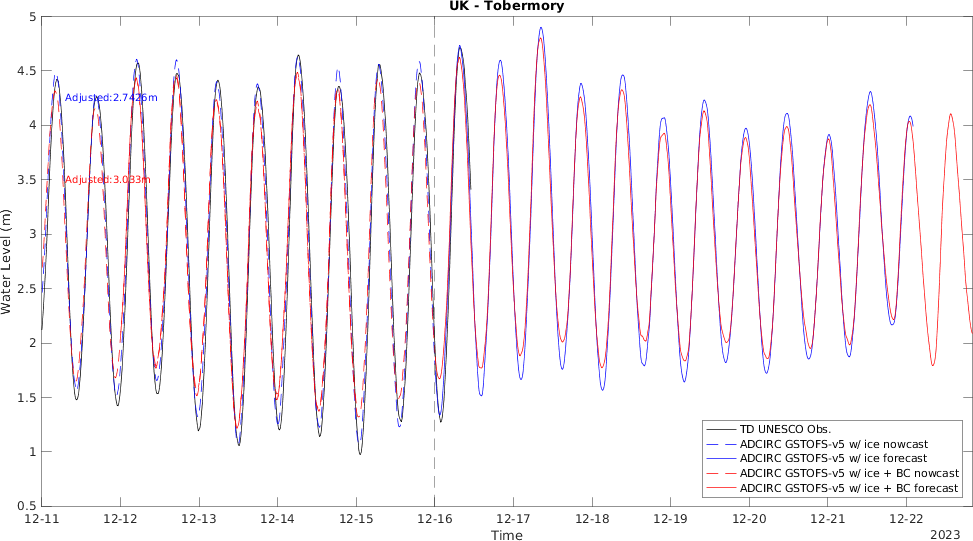 UK - Tobermory
5
4.5
4
3.5
3
2.5
2
1.5
1
0.5
Water Level (m)
Adjusted:2.7426m
Adjusted:3.033m
TD UNESCO Obs.
ADCIRC GSTOFS-v5 w/ ice nowcast
ADCIRC GSTOFS-v5 w/ ice forecast
ADCIRC GSTOFS-v5 w/ ice + BC nowcast
ADCIRC GSTOFS-v5 w/ ice + BC forecast
12-11 12-12 12-13 12-14 12-15 12-16 12-17 12-18 12-19 12-20 12-21 12-22
Time
2023